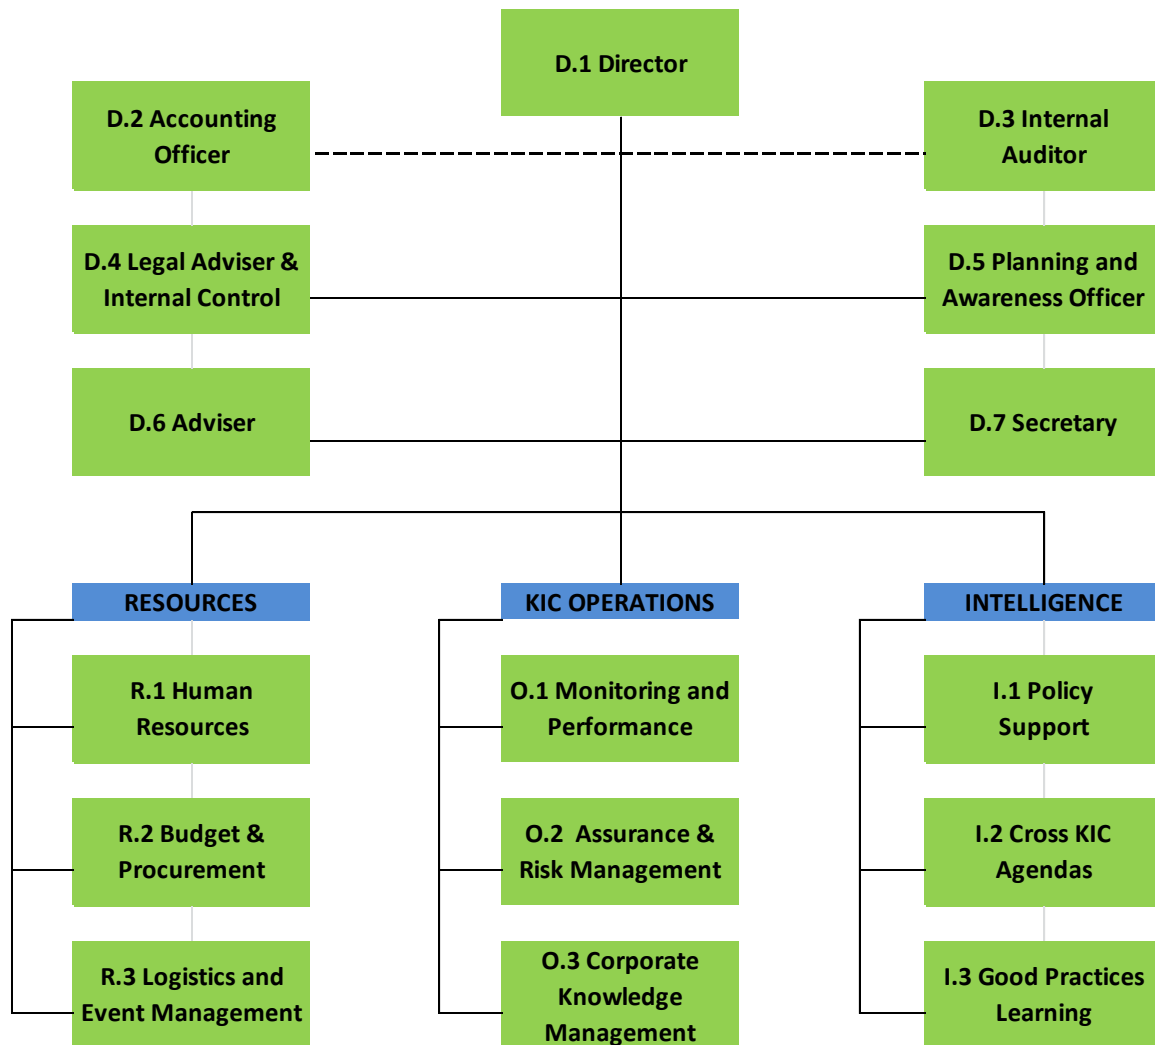 D.1 Director
D.2 Accounting
Officer
D.3 Internal
Auditor
D.4 Legal Adviser &
Internal Control
D.5 Planning and
Awareness Officer
D.6 Adviser
D.7 Secretary
RESOURCES
KIC OPERATIONS
INTELLIGENCE
R.1 Human
Resources
O.1 Monitoring and
Performance
I.1 Policy
Support
R.2 Budget &
Procurement
O.2  Assurance &
Risk Management
I.2 Cross KIC
Agendas
R.3 Logistics and
Event Management
O.3 Corporate
Knowledge
Management
I.3 Good Practices
Learning